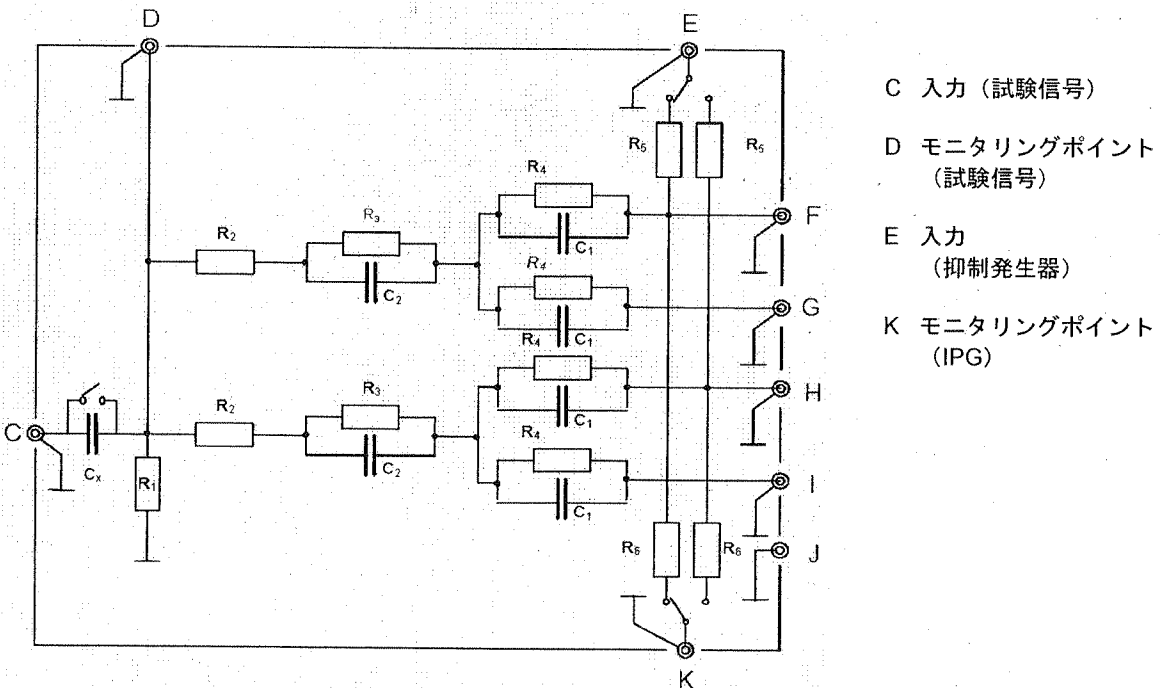 D
E
C 入力（試験信号）
D モニタリングポイント
（試験信号）
E 入力
（抑制発生器）
K モニタリングポイント
（IPG）
R5
R5
R4
C1
F
R3
R2
C2
R4
C1
G
R4
C1
H
R3
R2
C2
R4
C1
I
C
Cx
R1
R6
R6
J
K